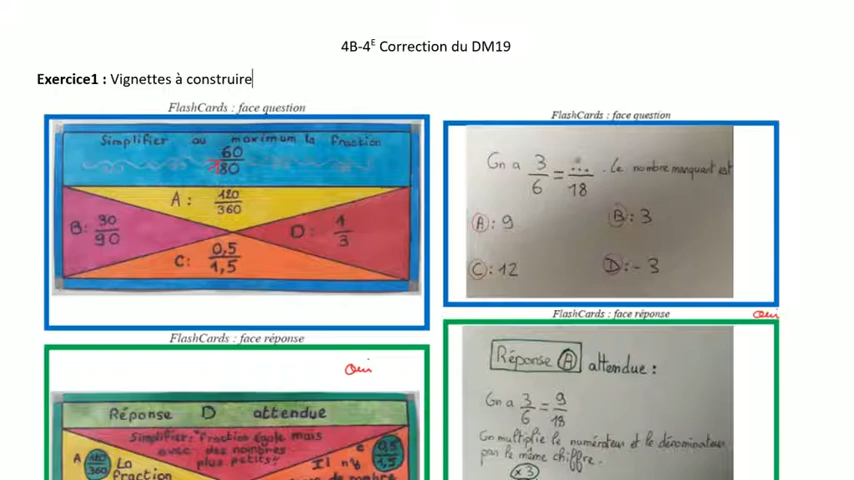 4B-4E Correction du DM19
Exercice1 : Vignettes à construire
FlashCards : face question
Simplifier au maximum la fraction
60
180
A : 120
360
B: 30
90
D : 1
3
C: 0,5
1,5
FlashCards : face réponse
oui
Réponse D attendue
Simplifier: "Fraction égale mais
avec des nombres
plus petits"
A 120
360
La
fraction
C 0,5
1,5
Il n'y
de nombre
FlashCards : face question
On a 3/6 = .../18 . Le nombre manquant est
A : 9
B : 3
C : 12
D : - 3
FlashCards : face réponse
oui
Réponse A attendue :
On a 3/6 = 9/18
On multiplie le numérateur et le dénominateur
par le même chiffre.
x 3